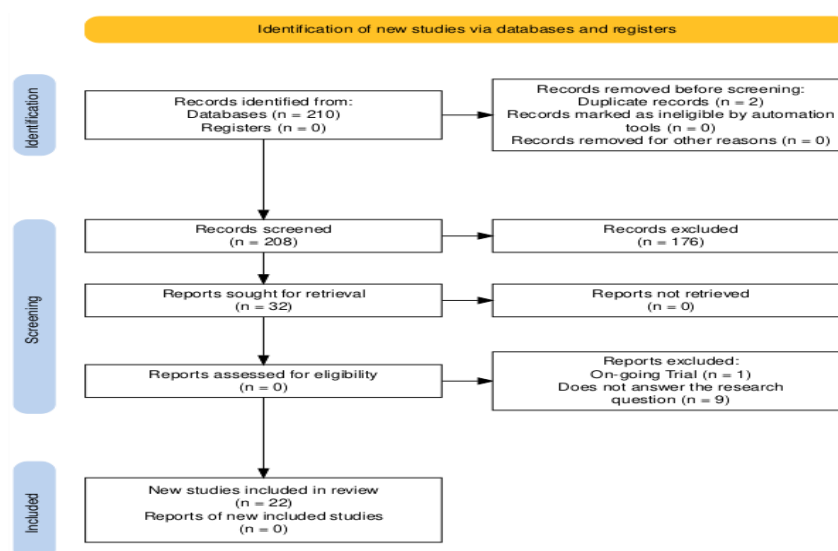 Identification of new studies via databases and registers
Identification
Records identified from:
Databases (n = 210)
Registers (n = 0)
Records removed before screening:
Duplicate records (n = 2)
Records marked as ineligible by automation
tools (n = 0)
Records removed for other reasons (n = 0)
Screening
Records screened
(n = 208)
Records excluded
(n = 176)
Reports sought for retrieval
(n = 32)
Reports not retrieved
(n = 0)
Reports assessed for eligibility
(n = 0)
Reports excluded:
On-going Trial (n = 1)
Does not answer the research
question (n = 9)
Included
New studies included in review
(n = 22)
Reports of new included studies
(n = 0)